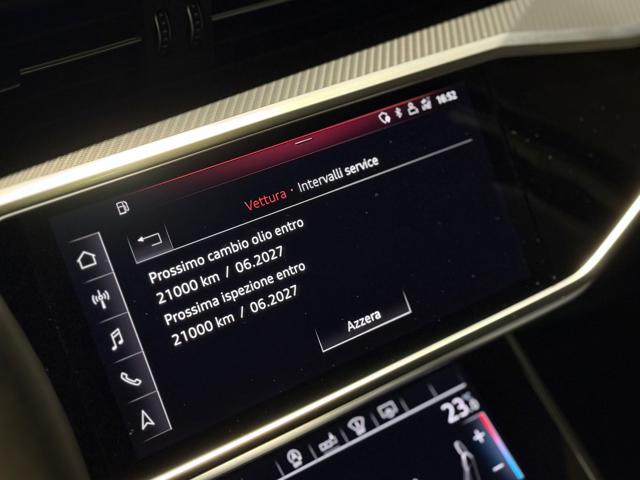 16:52
Vettura · Intervalli service
Prossimo cambio olio entro
21000 km / 06.2027
Prossima ispezione entro
21000 km / 06.2027
Azzera